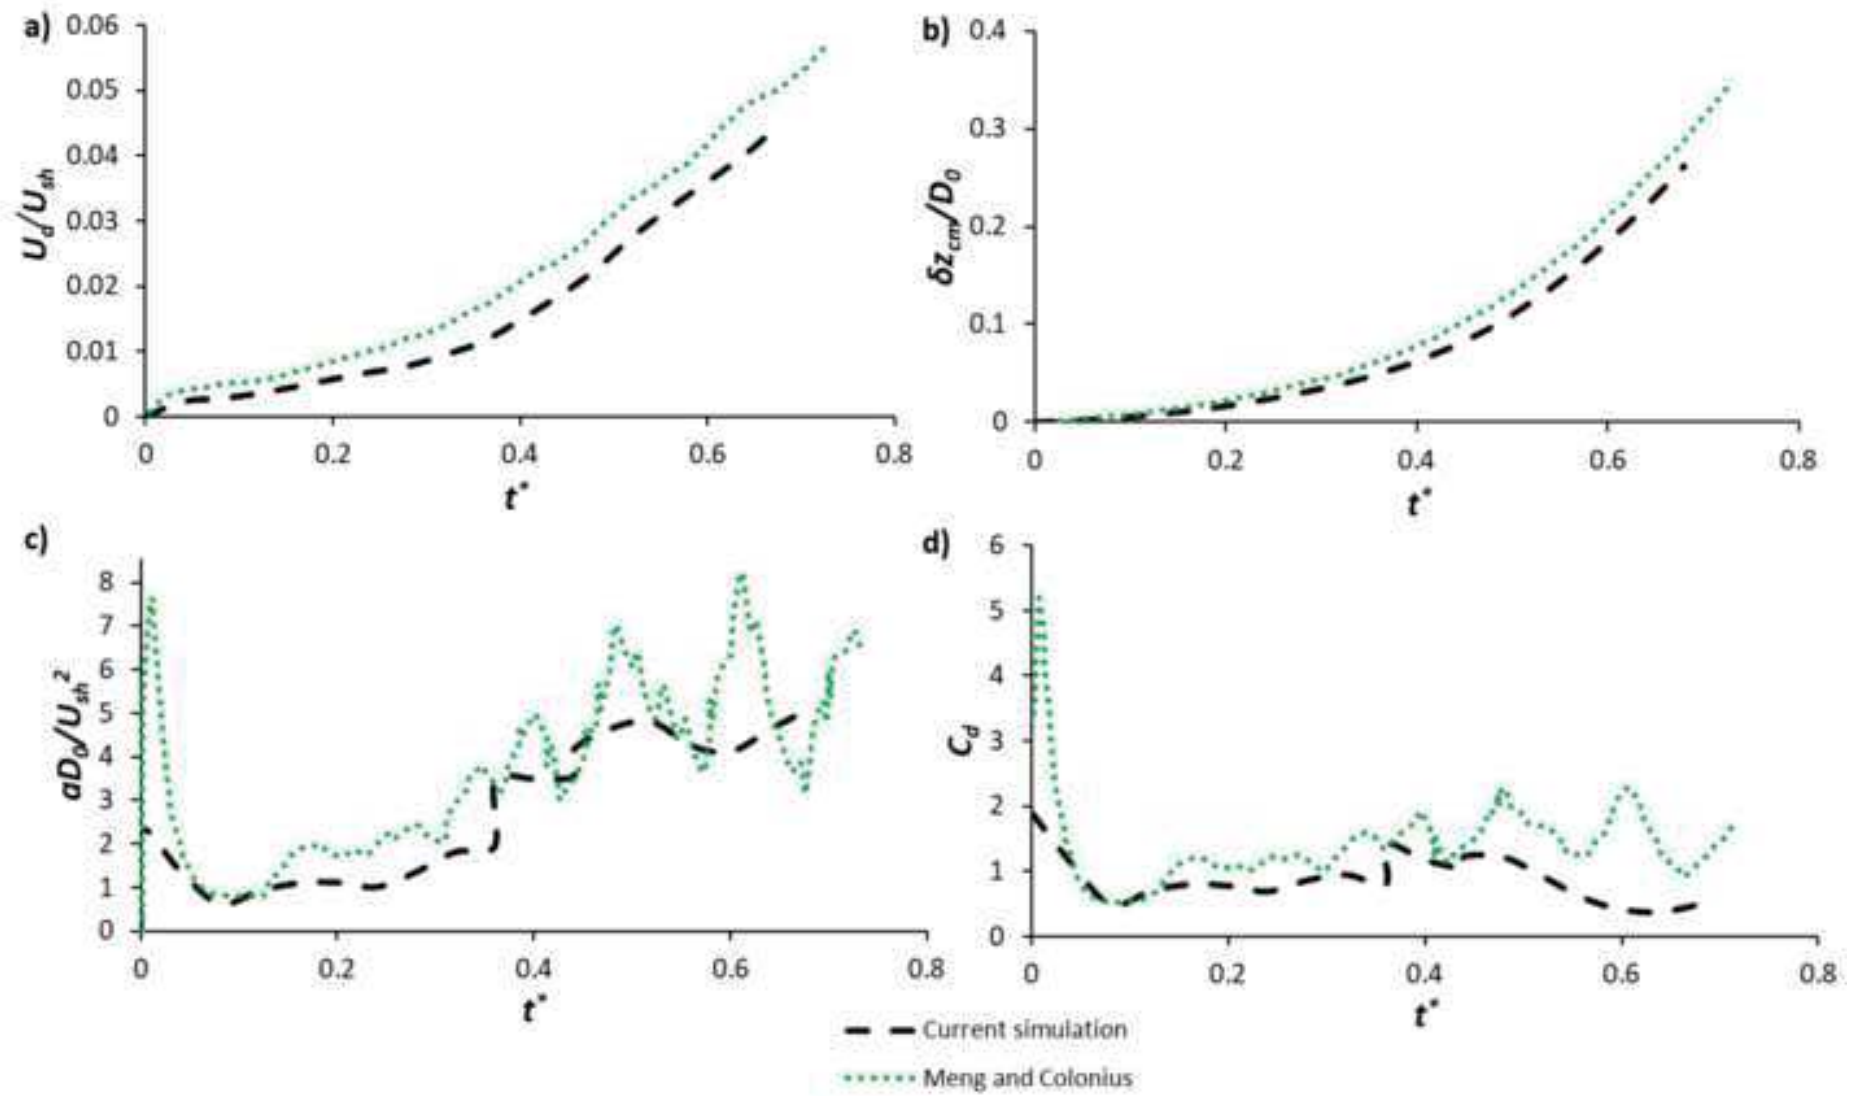 a)
0.06
0.05
0.04
0.03
0.02
0.01
0
U_d/U_sh
0 0.2 0.4 0.6 0.8
t*
b)
0.4
0.3
0.2
0.1
0
δz_cm/D_0
0 0.2 0.4 0.6 0.8
t*
c)
8
7
6
5
4
3
2
1
0
aD_0/U_sh^2
0 0.2 0.4 0.6 0.8
t*
d)
6
5
4
3
2
1
0
C_d
0 0.2 0.4 0.6 0.8
t*
Current simulation
Meng and Colonius